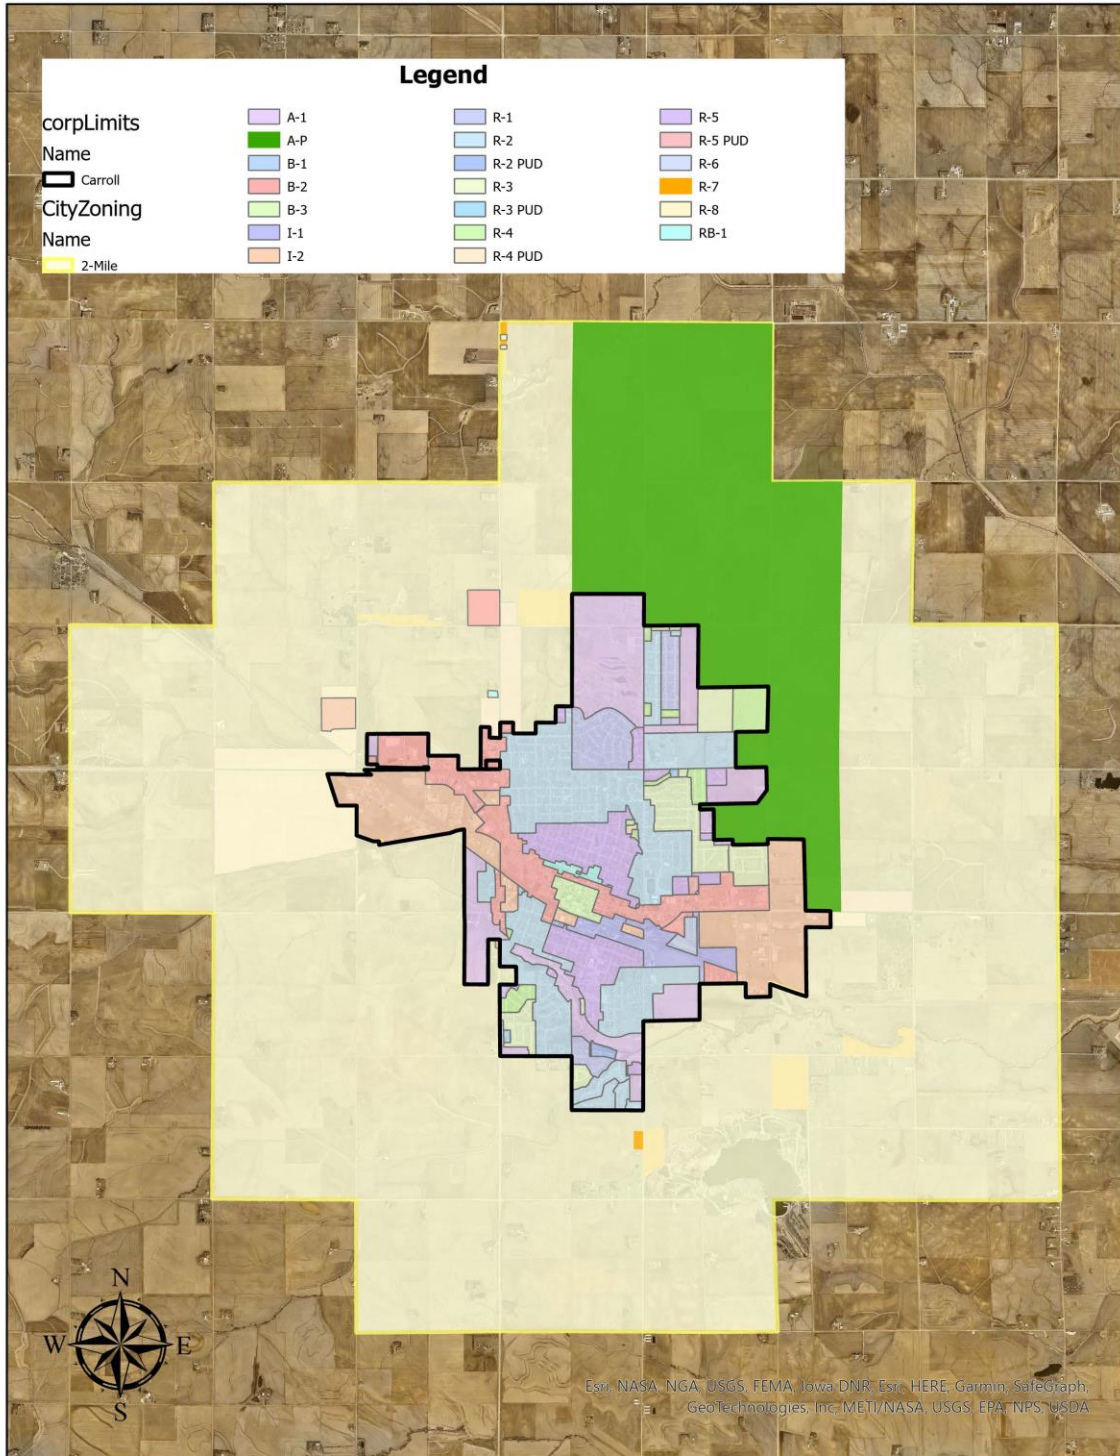 Legend
corpLimits
Name
Carroll
CityZoning
Name
2-Mile
A-1
A-P
B-1
B-2
B-3
I-1
I-2
R-1
R-2
R-2 PUD
R-3
R-3 PUD
R-4
R-4 PUD
R-5
R-5 PUD
R-6
R-7
R-8
RB-1
N
W
E
S
Esri, NASA, NGA, USGS, FEMA, Iowa DNR, Esri, HERE, Garmin, SafeGraph,
GeoTechnologies, Inc, METI/NASA, USGS, EPA, NPS, USDA